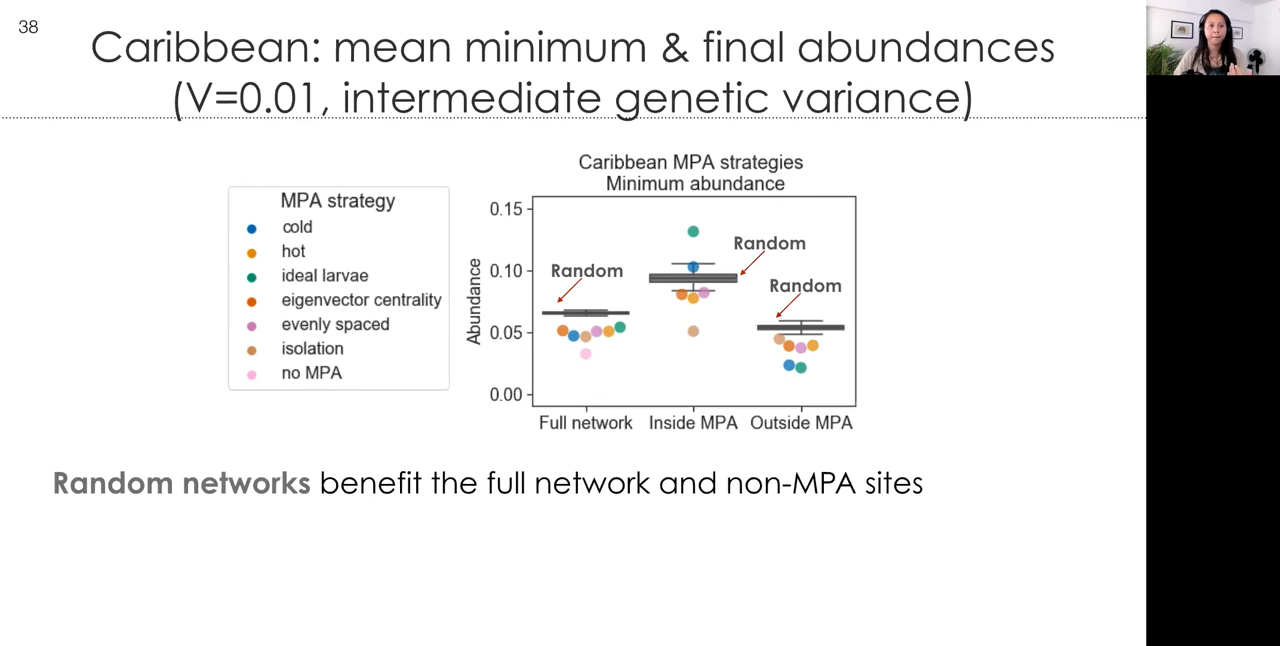 38
Caribbean: mean minimum & final abundances
(V=0.01, intermediate genetic variance)
MPA strategy
cold
hot
ideal larvae
eigenvector centrality
evenly spaced
isolation
no MPA
Caribbean MPA strategies
Minimum abundance
Abundance
0.15
0.10
0.05
0.00
Random
Random
Random
Full network
Inside MPA
Outside MPA
Random networks benefit the full network and non-MPA sites